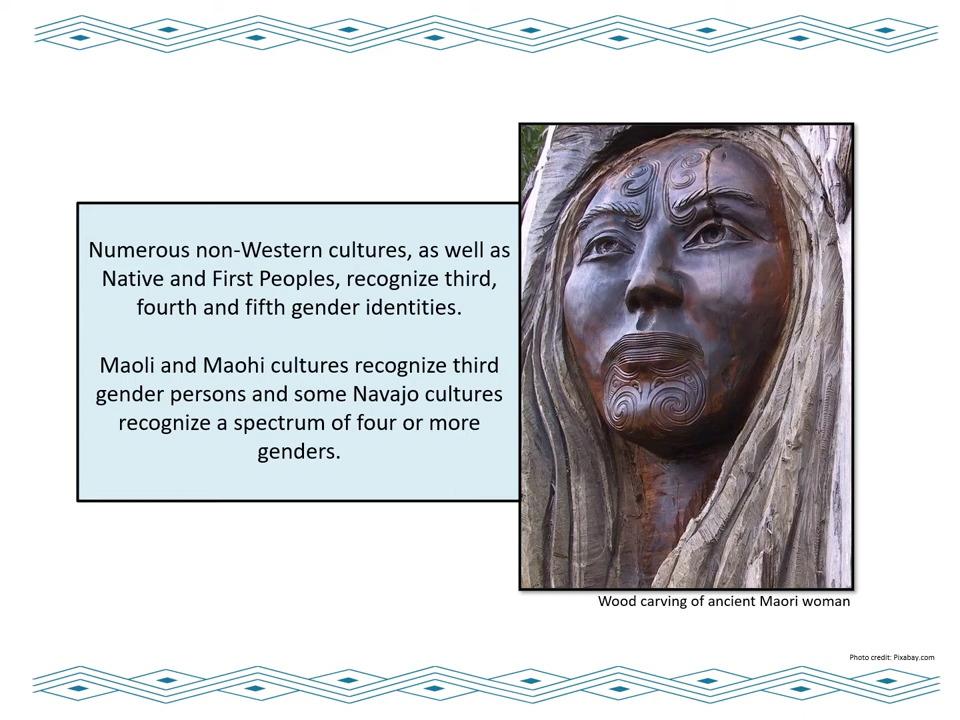 Numerous non-Western cultures, as well as
Native and First Peoples, recognize third,
fourth and fifth gender identities.
Maoli and Maohi cultures recognize third
gender persons and some Navajo cultures
recognize a spectrum of four or more
genders.
Wood carving of ancient Maori woman
Photo credit: Pixabay.com